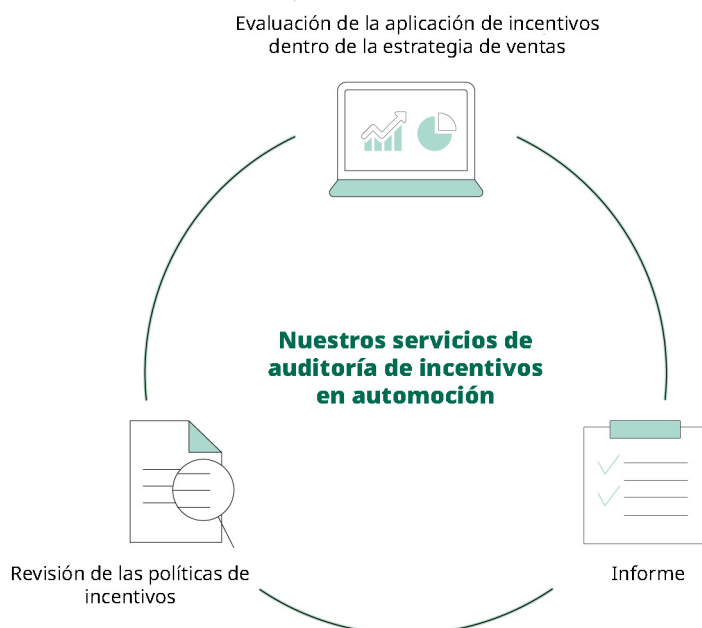 Evaluación de la aplicación de incentivos
dentro de la estrategia de ventas
Nuestros servicios de
auditoría de incentivos
en automoción
Revisión de las políticas de
incentivos
Informe